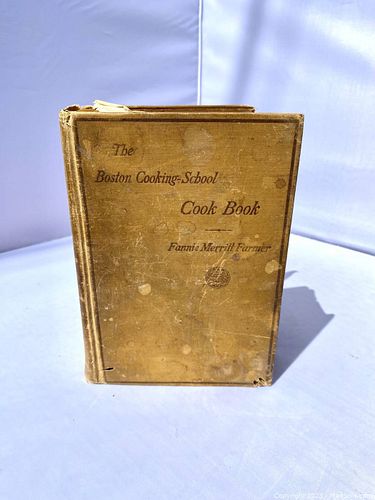 The
Boston Cooking-School
Cook Book
Fannie Merritt Farmer